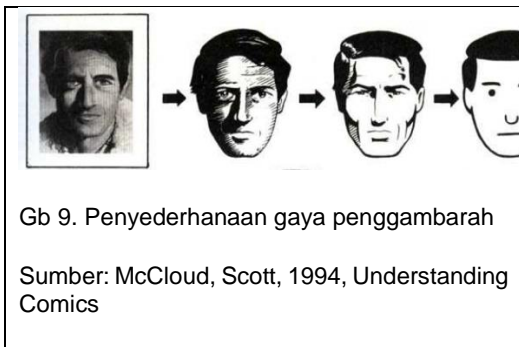 Gb 9. Penyederhanaan gaya penggambarah
Sumber: McCloud, Scott, 1994, Understanding
Comics